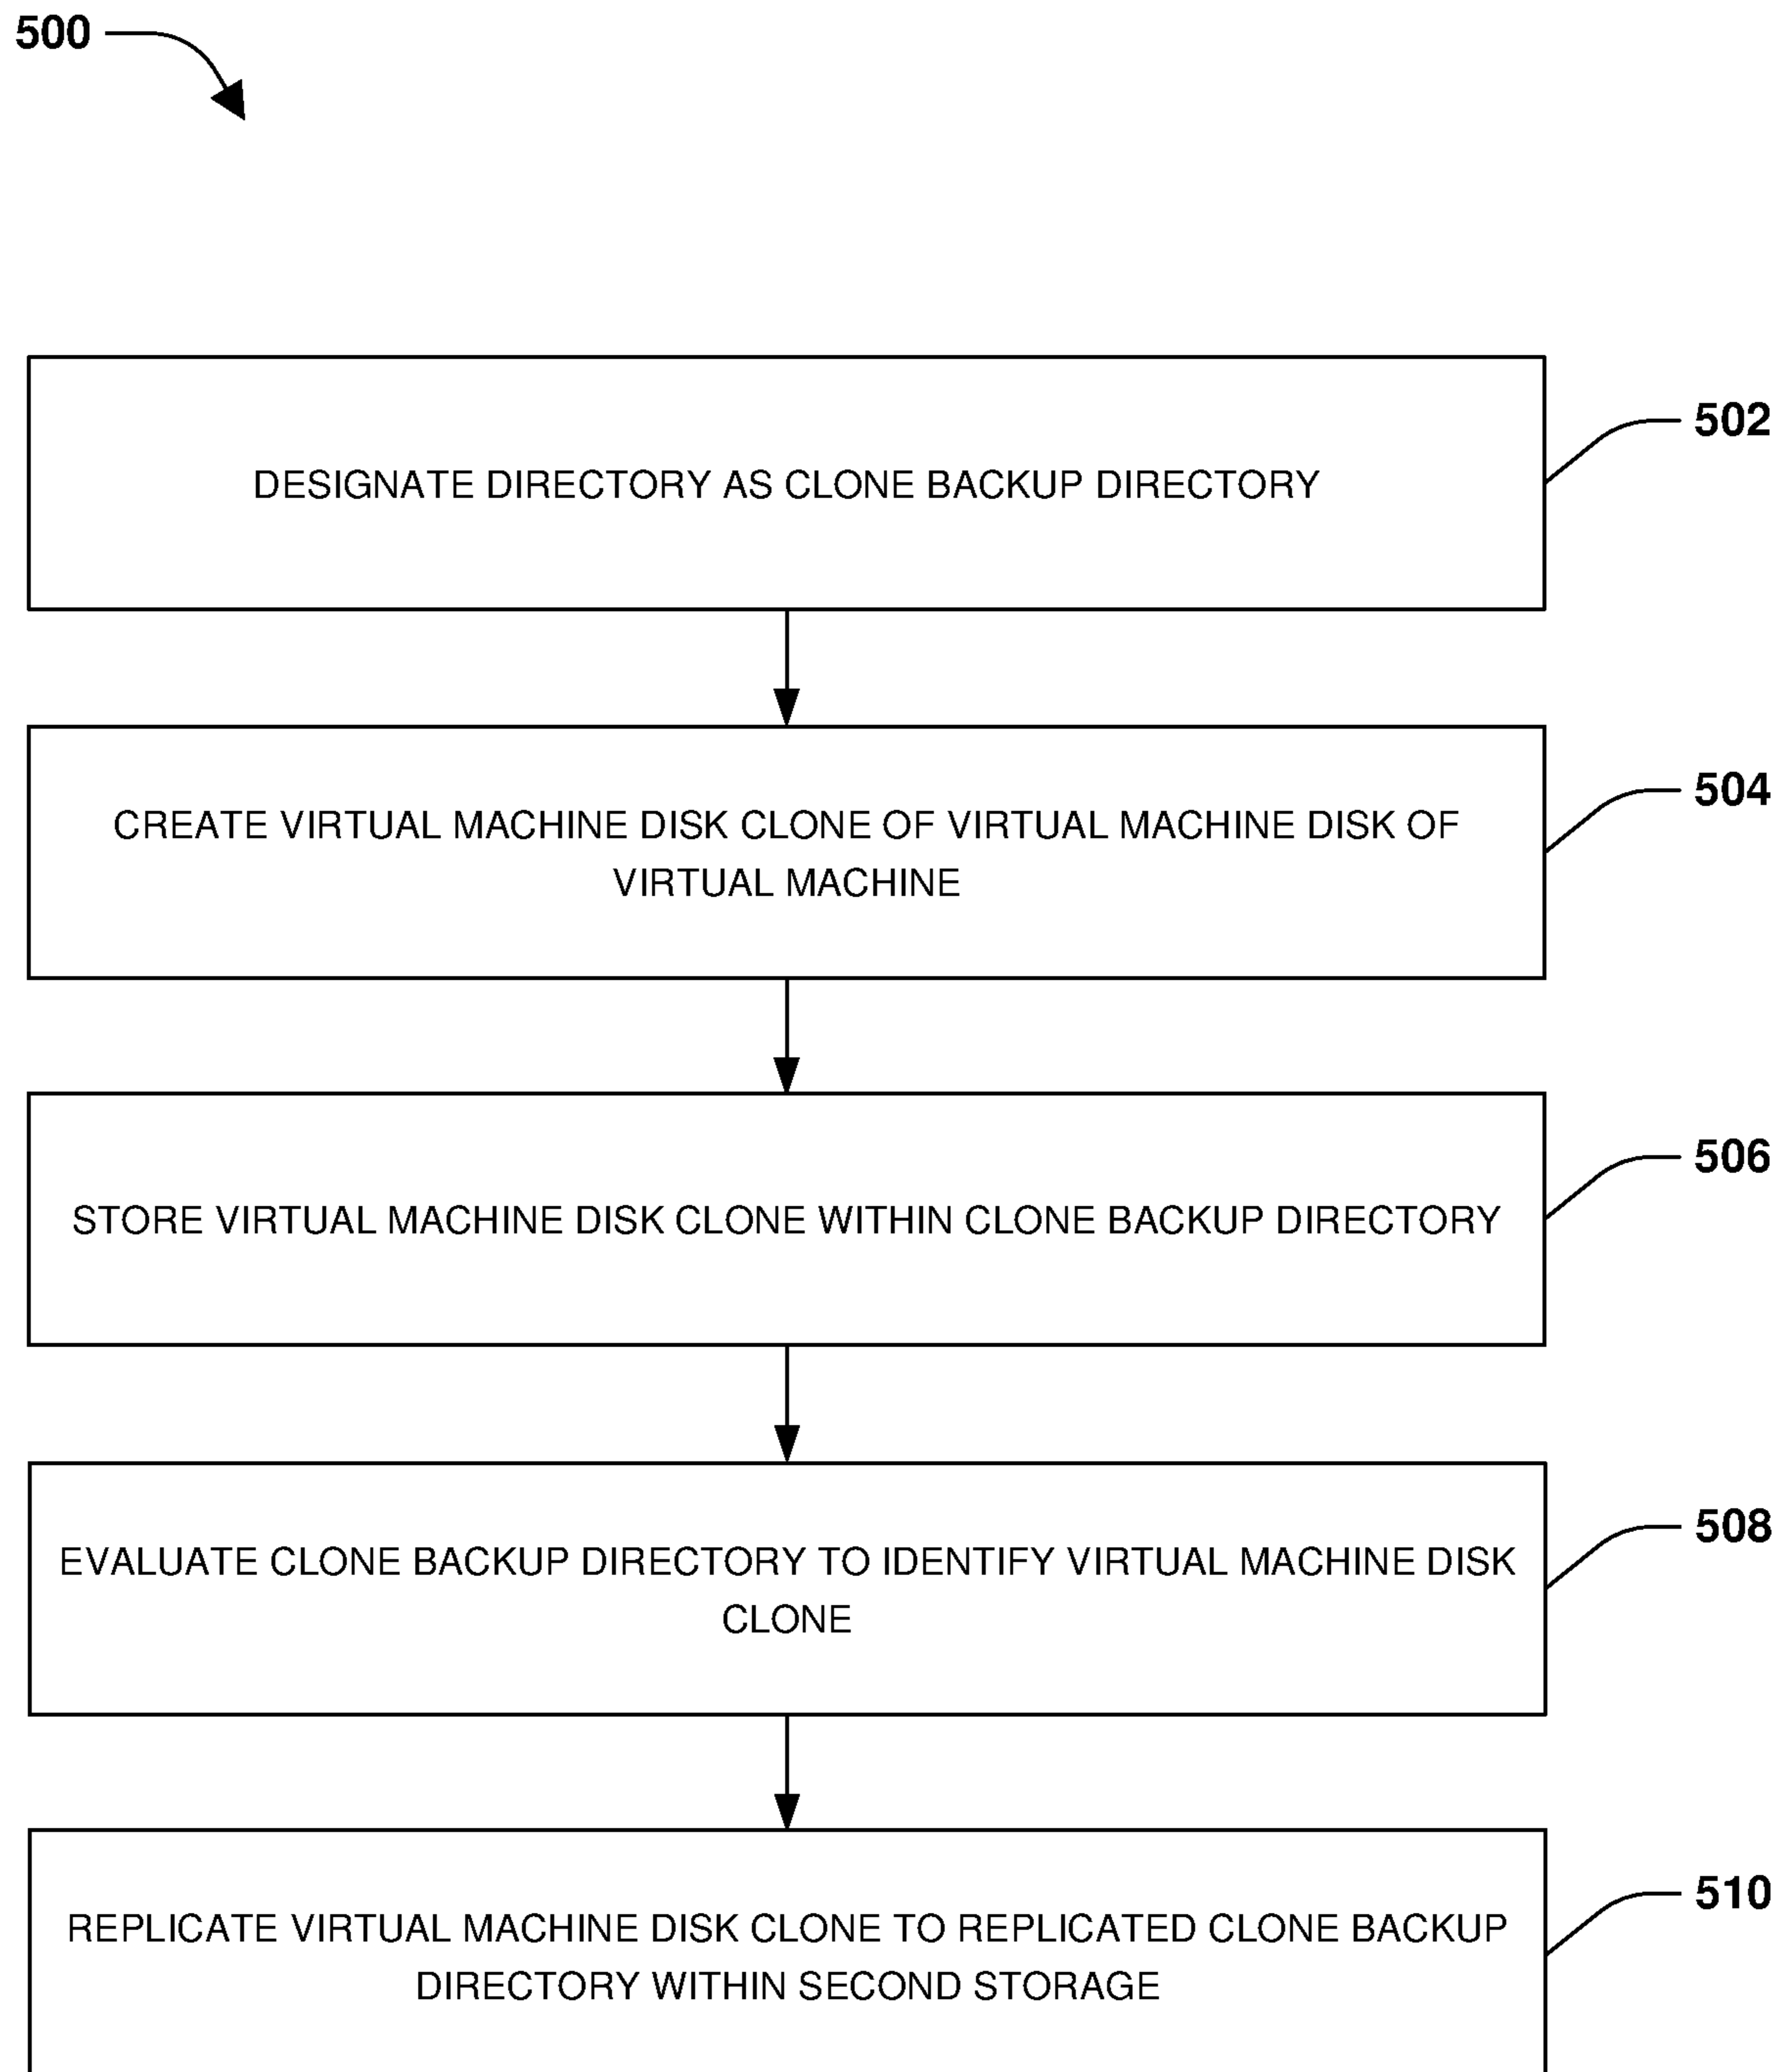 500
502
DESIGNATE DIRECTORY AS CLONE BACKUP DIRECTORY
504
CREATE VIRTUAL MACHINE DISK CLONE OF VIRTUAL MACHINE DISK OF
VIRTUAL MACHINE
506
STORE VIRTUAL MACHINE DISK CLONE WITHIN CLONE BACKUP DIRECTORY
508
EVALUATE CLONE BACKUP DIRECTORY TO IDENTIFY VIRTUAL MACHINE DISK
CLONE
510
REPLICATE VIRTUAL MACHINE DISK CLONE TO REPLICATED CLONE BACKUP
DIRECTORY WITHIN SECOND STORAGE